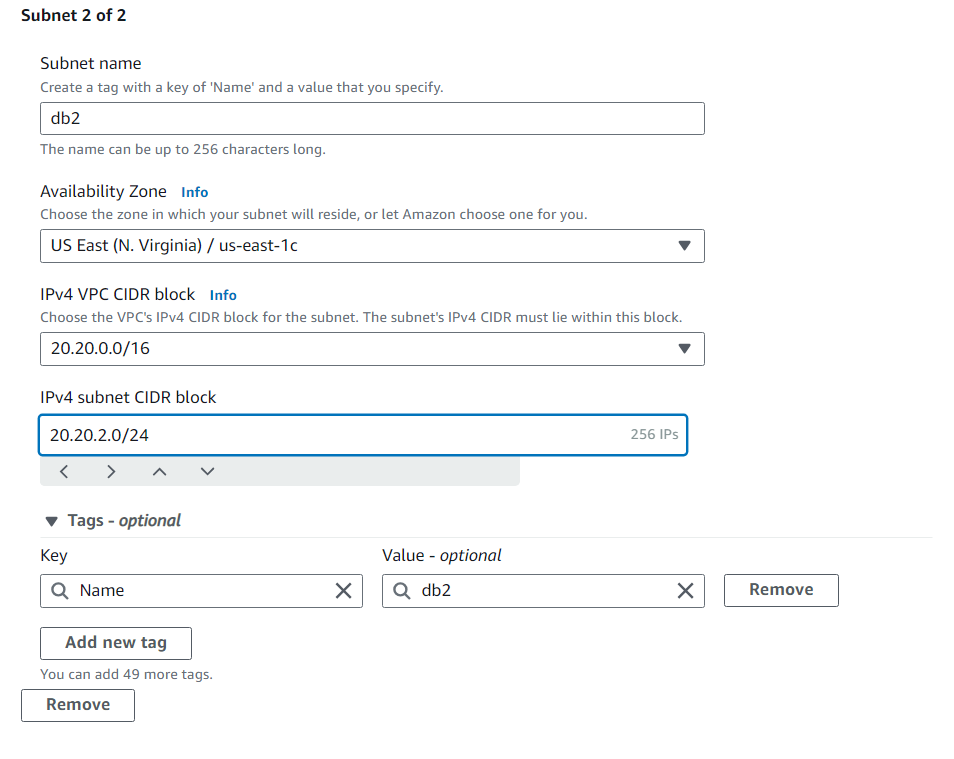 Subnet 2 of 2
Subnet name
Create a tag with a key of 'Name' and a value that you specify.
db2
The name can be up to 256 characters long.
Availability Zone Info
Choose the zone in which your subnet will reside, or let Amazon choose one for you.
US East (N. Virginia) / us-east-1c
IPv4 VPC CIDR block Info
Choose the VPC's IPv4 CIDR block for the subnet. The subnet's IPv4 CIDR must lie within this block.
20.20.0.0/16
IPv4 subnet CIDR block
20.20.2.0/24 256 IPs
Tags - optional
Key Value - optional
Name db2 Remove
Add new tag
You can add 49 more tags.
Remove